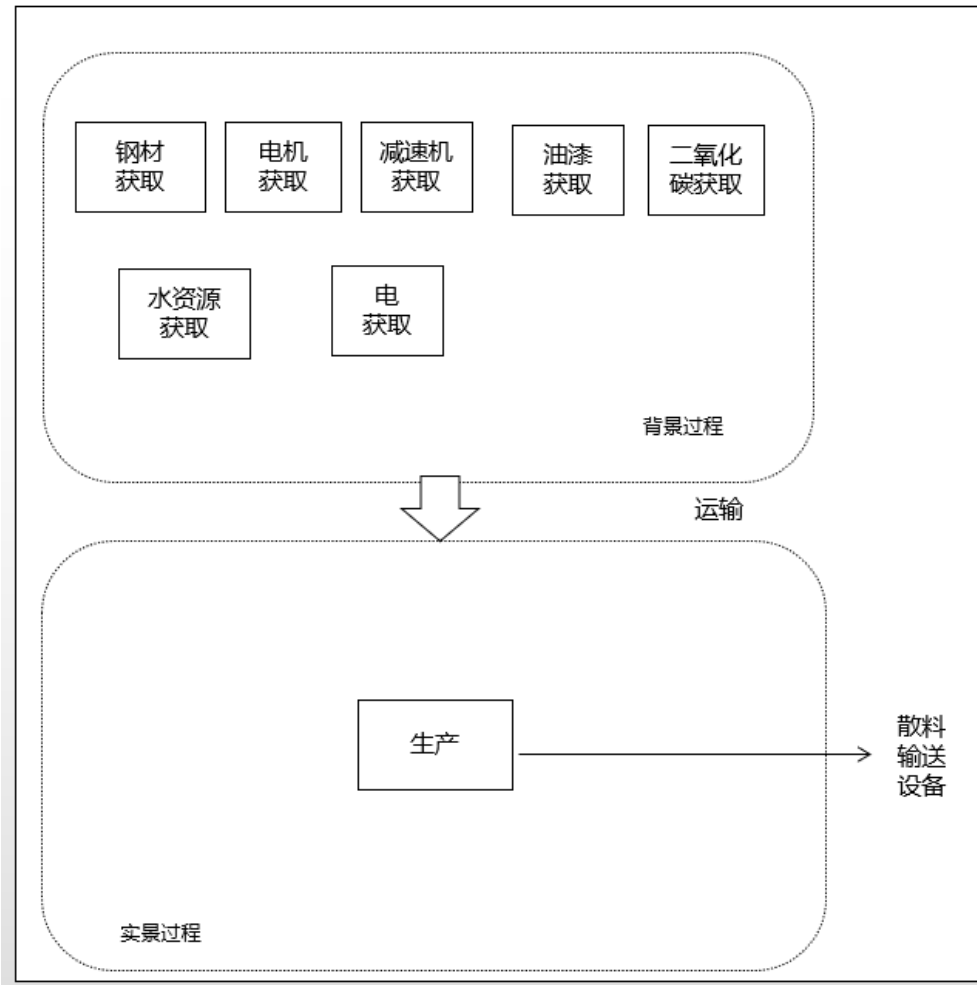 钢材
获取
电机
获取
减速机
获取
油漆
获取
二氧化
碳获取
水资源
获取
电
获取
背景过程
运输
生产
散料
输送
设备
实景过程